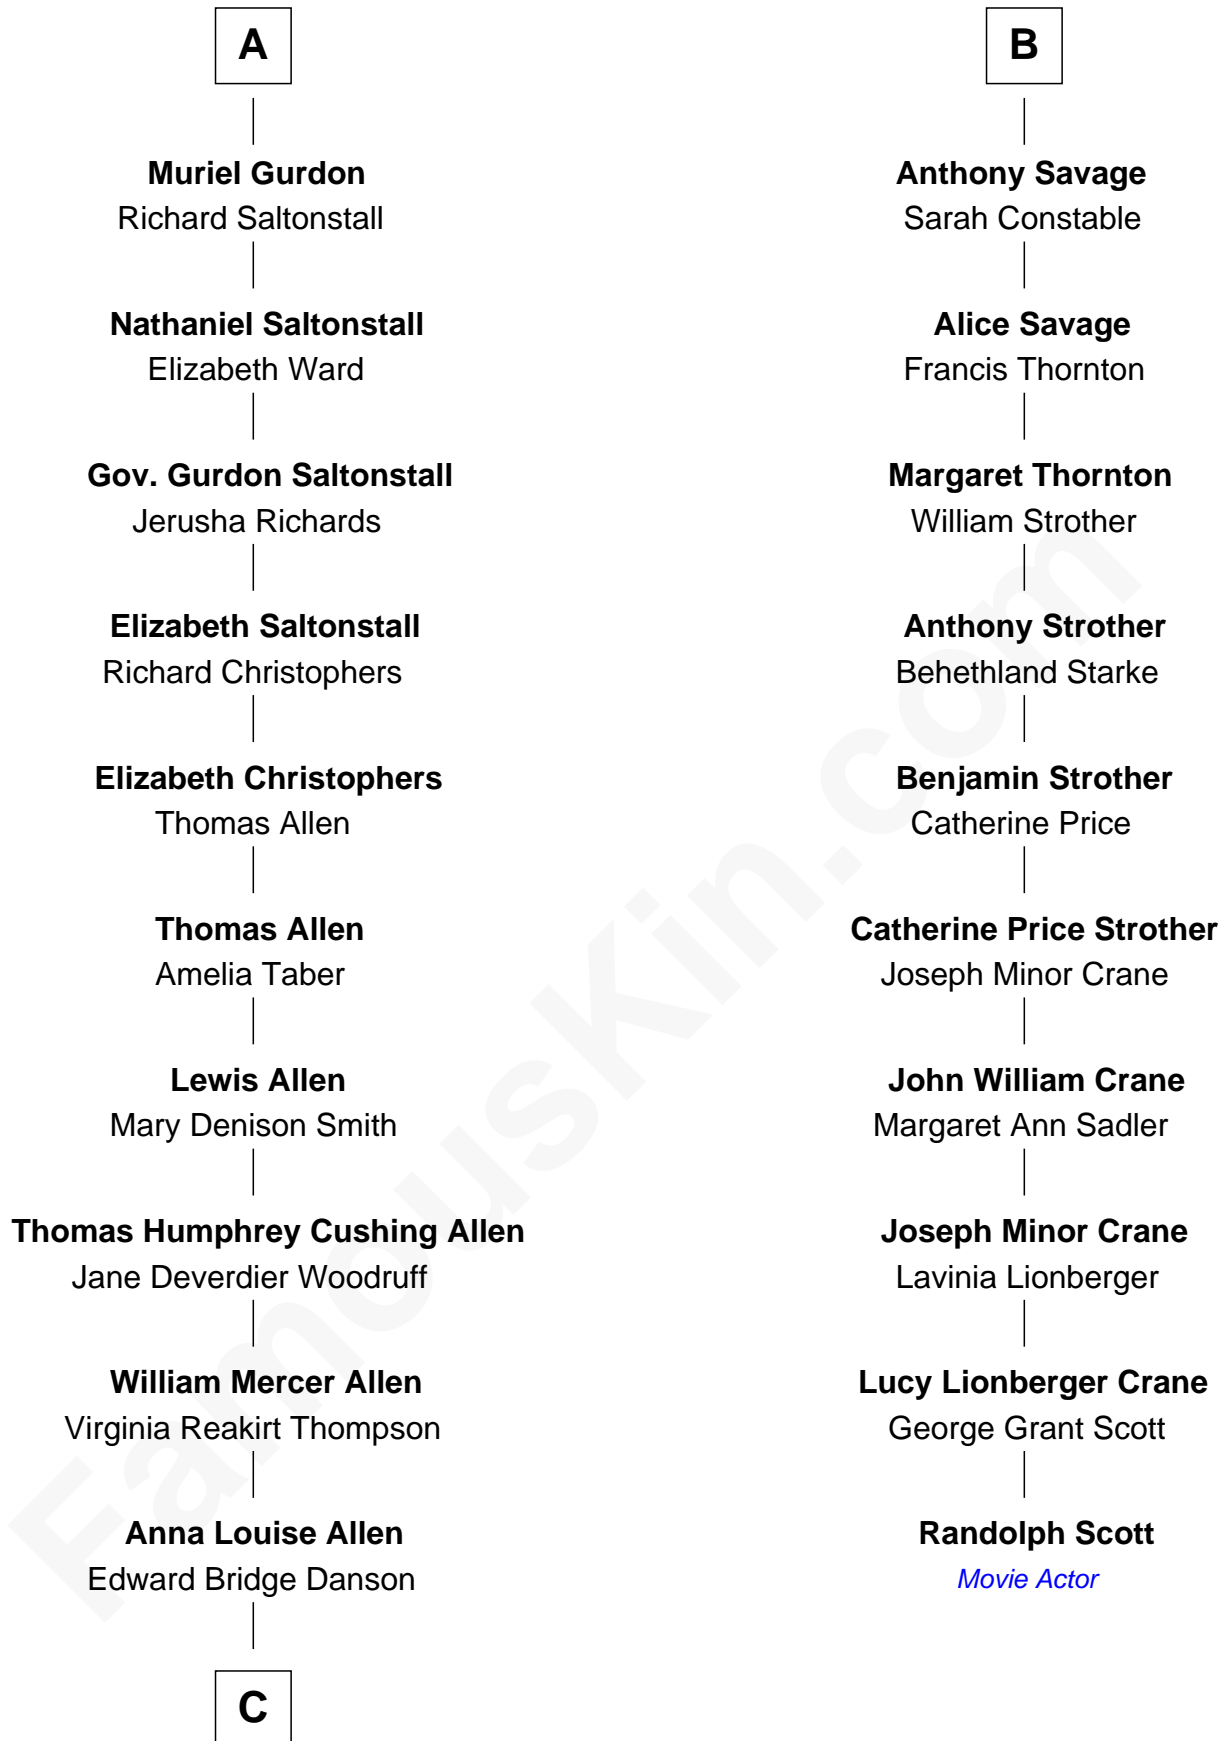 A
Muriel Gurdon
Richard Saltonstall
Nathaniel Saltonstall
Elizabeth Ward
Gov. Gurdon Saltonstall
Jerusha Richards
Elizabeth Saltonstall
Richard Christophers
Elizabeth Christophers
Thomas Allen
Thomas Allen
Amelia Taber
Lewis Allen
Mary Denison Smith
Thomas Humphrey Cushing Allen
Jane Deverdier Woodruff
William Mercer Allen
Virginia Reakirt Thompson
Anna Louise Allen
Edward Bridge Danson
C
B
Anthony Savage
Sarah Constable
Alice Savage
Francis Thornton
Margaret Thornton
William Strother
Anthony Strother
Behethland Starke
Benjamin Strother
Catherine Price
Catherine Price Strother
Joseph Minor Crane
John William Crane
Margaret Ann Sadler
Joseph Minor Crane
Lavinia Lionberger
Lucy Lionberger Crane
George Grant Scott
Randolph Scott
Movie Actor
FamousKin.com